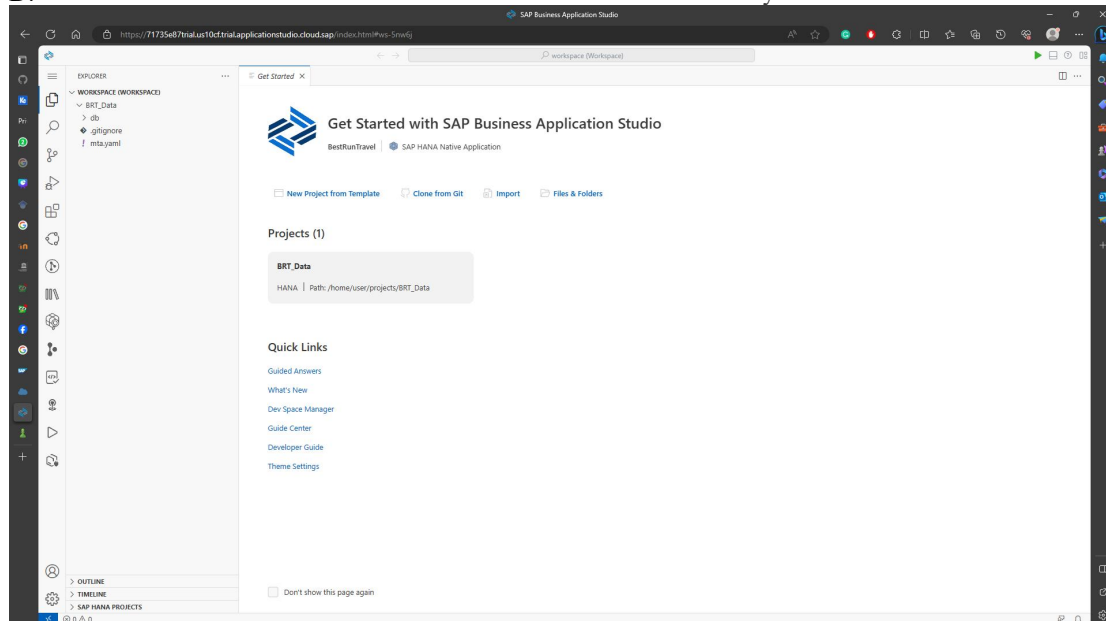 SAP Business Application Studio
https://71735e87trial.us10cf.trial.applicationstudio.cloud.sap/index.html#ws-5nw6j
workspace (Workspace)
EXPLORER
Get Started
WORKSPACE (WORKSPACE)
BRT_Data
db
.gitignore
! mta.yaml
Get Started with SAP Business Application Studio
BestRunTravel | SAP HANA Native Application
New Project from Template Clone from Git Import Files & Folders
Projects (1)
BRT_Data
HANA | Path: /home/user/projects/BRT_Data
Quick Links
Guided Answers
What's New
Dev Space Manager
Guide Center
Developer Guide
Theme Settings
Don't show this page again
OUTLINE
TIMELINE
SAP HANA PROJECTS
0 0